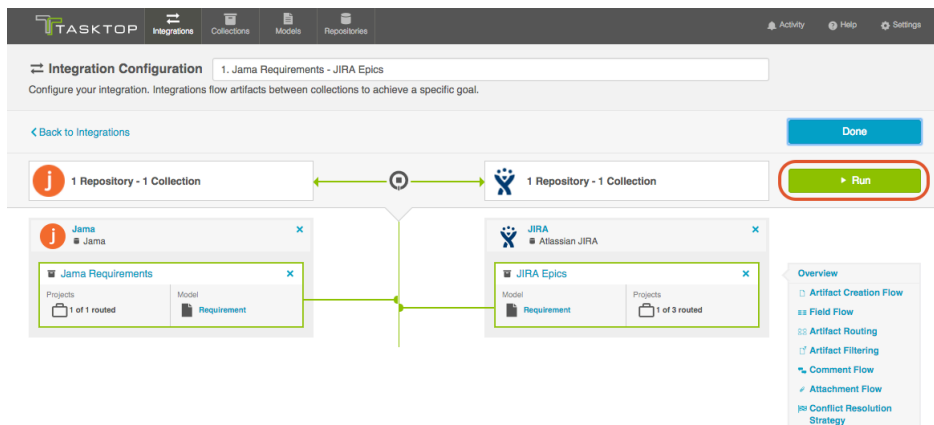 TASKTOP
Integrations
Collections
Models
Repositories
Activity
Help
Settings
Integration Configuration
1. Jama Requirements - JIRA Epics
Configure your integration. Integrations flow artifacts between collections to achieve a specific goal.
Back to Integrations
Done
j
1 Repository - 1 Collection
1 Repository - 1 Collection
Run
j
Jama
Jama
Jama Requirements
Projects
1 of 1 routed
Model
Requirement
JIRA
Atlassian JIRA
JIRA Epics
Model
Requirement
Projects
1 of 3 routed
Overview
Artifact Creation Flow
Field Flow
Artifact Routing
Artifact Filtering
Comment Flow
Attachment Flow
Conflict Resolution
Strategy